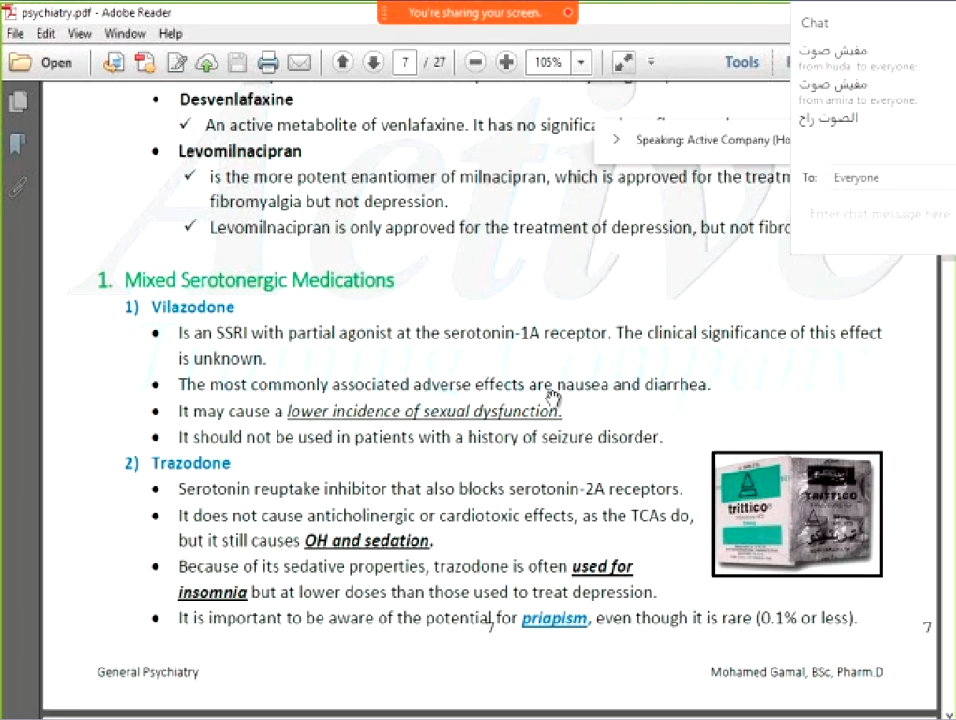 psychiatry.pdf - Adobe Reader
You're sharing your screen.
File Edit View Window Help
Open
7 / 27
105%
Tools
Chat
مفيش صوت
from huda to everyone:
مفيش صوت
from amira to everyone:
الصوت راح
Speaking: Active Company (Ho
To: Everyone
Enter chat message here
• Desvenlafaxine
✓ An active metabolite of venlafaxine. It has no significa
• Levomilnacipran
✓ is the more potent enantiomer of milnacipran, which is approved for the treatm
fibromyalgia but not depression.
✓ Levomilnacipran is only approved for the treatment of depression, but not fibro
1. Mixed Serotonergic Medications
1) Vilazodone
• Is an SSRI with partial agonist at the serotonin-1A receptor. The clinical significance of this effect
is unknown.
• The most commonly associated adverse effects are nausea and diarrhea.
• It may cause a lower incidence of sexual dysfunction.
• It should not be used in patients with a history of seizure disorder.
2) Trazodone
• Serotonin reuptake inhibitor that also blocks serotonin-2A receptors.
• It does not cause anticholinergic or cardiotoxic effects, as the TCAs do,
but it still causes OH and sedation.
• Because of its sedative properties, trazodone is often used for
insomnia but at lower doses than those used to treat depression.
• It is important to be aware of the potential for priapism, even though it is rare (0.1% or less).
trittico
TRITTICO
تريتيكو
7
7
General Psychiatry
Mohamed Gamal, BSc, Pharm.D
Active
Training Company